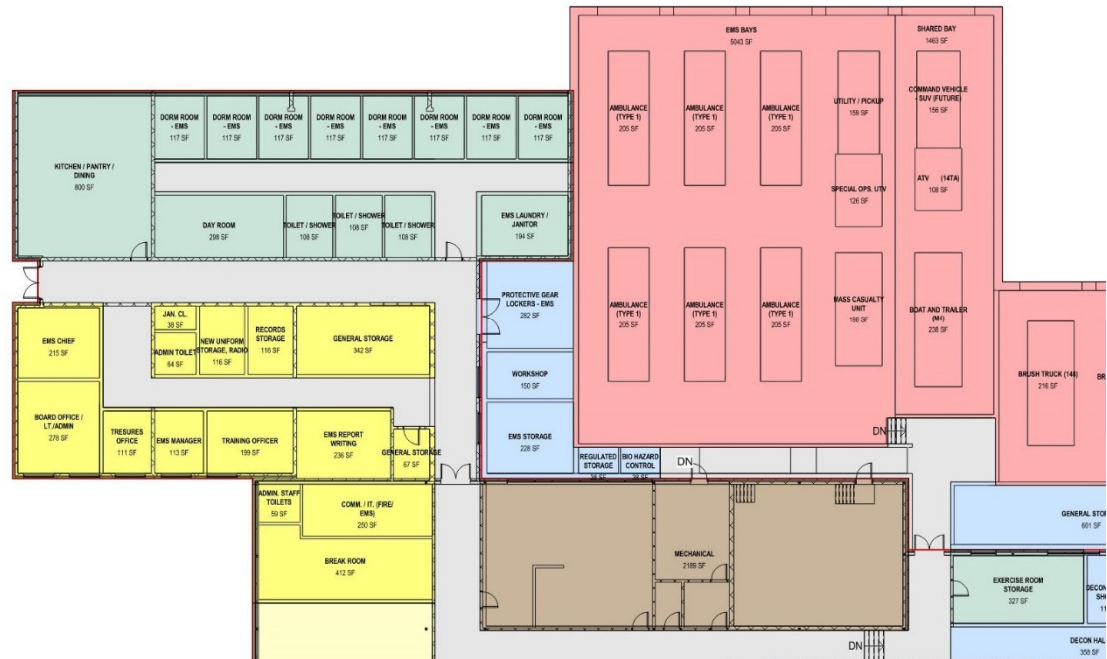 EMS BAYS
5043 SF
SHARED BAY
1463 SF
AMBULANCE
(TYPE 1)
205 SF
AMBULANCE
(TYPE 1)
205 SF
AMBULANCE
(TYPE 1)
205 SF
UTILITY / PICKUP
159 SF
COMMAND VEHICLE
- SUV (FUTURE)
156 SF
SPECIAL OPS. UTV
126 SF
ATV (14TA)
108 SF
DORM ROOM
- EMS
117 SF
DORM ROOM
- EMS
117 SF
DORM ROOM
- EMS
117 SF
DORM ROOM
- EMS
117 SF
DORM ROOM
- EMS
117 SF
DORM ROOM
- EMS
117 SF
DORM ROOM
- EMS
117 SF
DORM ROOM
- EMS
117 SF
KITCHEN / PANTRY /
DINING
800 SF
DAY ROOM
298 SF
TOILET / SHOWER
108 SF
TOILET / SHOWER
108 SF
TOILET / SHOWER
108 SF
EMS LAUNDRY /
JANITOR
194 SF
PROTECTIVE GEAR
LOCKERS - EMS
282 SF
AMBULANCE
(TYPE 1)
205 SF
AMBULANCE
(TYPE 1)
205 SF
AMBULANCE
(TYPE 1)
205 SF
MASS CASUALTY
UNIT
BOAT AND TRAILER
(M4)
238 SF
BRUSH TRUCK (148)
216 SF
BR
EMS CHIEF
215 SF
JAN. CL.
38 SF
ADMIN TOILET
64 SF
NEW UNIFORM
STORAGE, RADIO
116 SF
RECORDS
STORAGE
116 SF
GENERAL STORAGE
342 SF
WORKSHOP
150 SF
BOARD OFFICE /
LT./ADMIN
278 SF
TRESURES
OFFICE
111 SF
EMS MANAGER
113 SF
TRAINING OFFICER
199 SF
EMS REPORT
WRITING
236 SF
GENERAL STORAGE
67 SF
EMS STORAGE
228 SF
REGULATED
STORAGE
BIO HAZARD
CONTROL
DN
DN
ADMIN. STAFF
TOILETS
59 SF
COMM. / IT. (FIRE/
EMS)
250 SF
BREAK ROOM
412 SF
MECHANICAL
2189 SF
GENERAL STOR
601 SF
EXERCISE ROOM
STORAGE
327 SF
DECON
SHO
11
DECON HAL
358 SF
DN